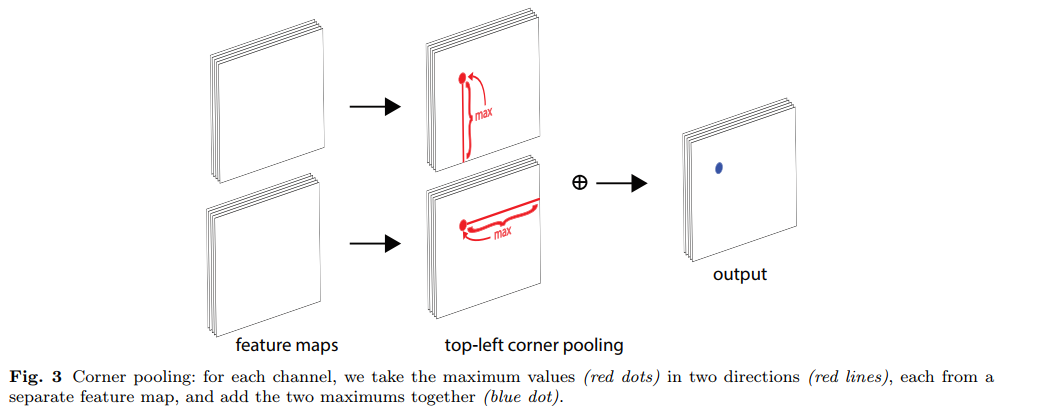 max
max
⊕
output
feature maps
top-left corner pooling
Fig. 3 Corner pooling: for each channel, we take the maximum values (red dots) in two directions (red lines), each from a
separate feature map, and add the two maximums together (blue dot).